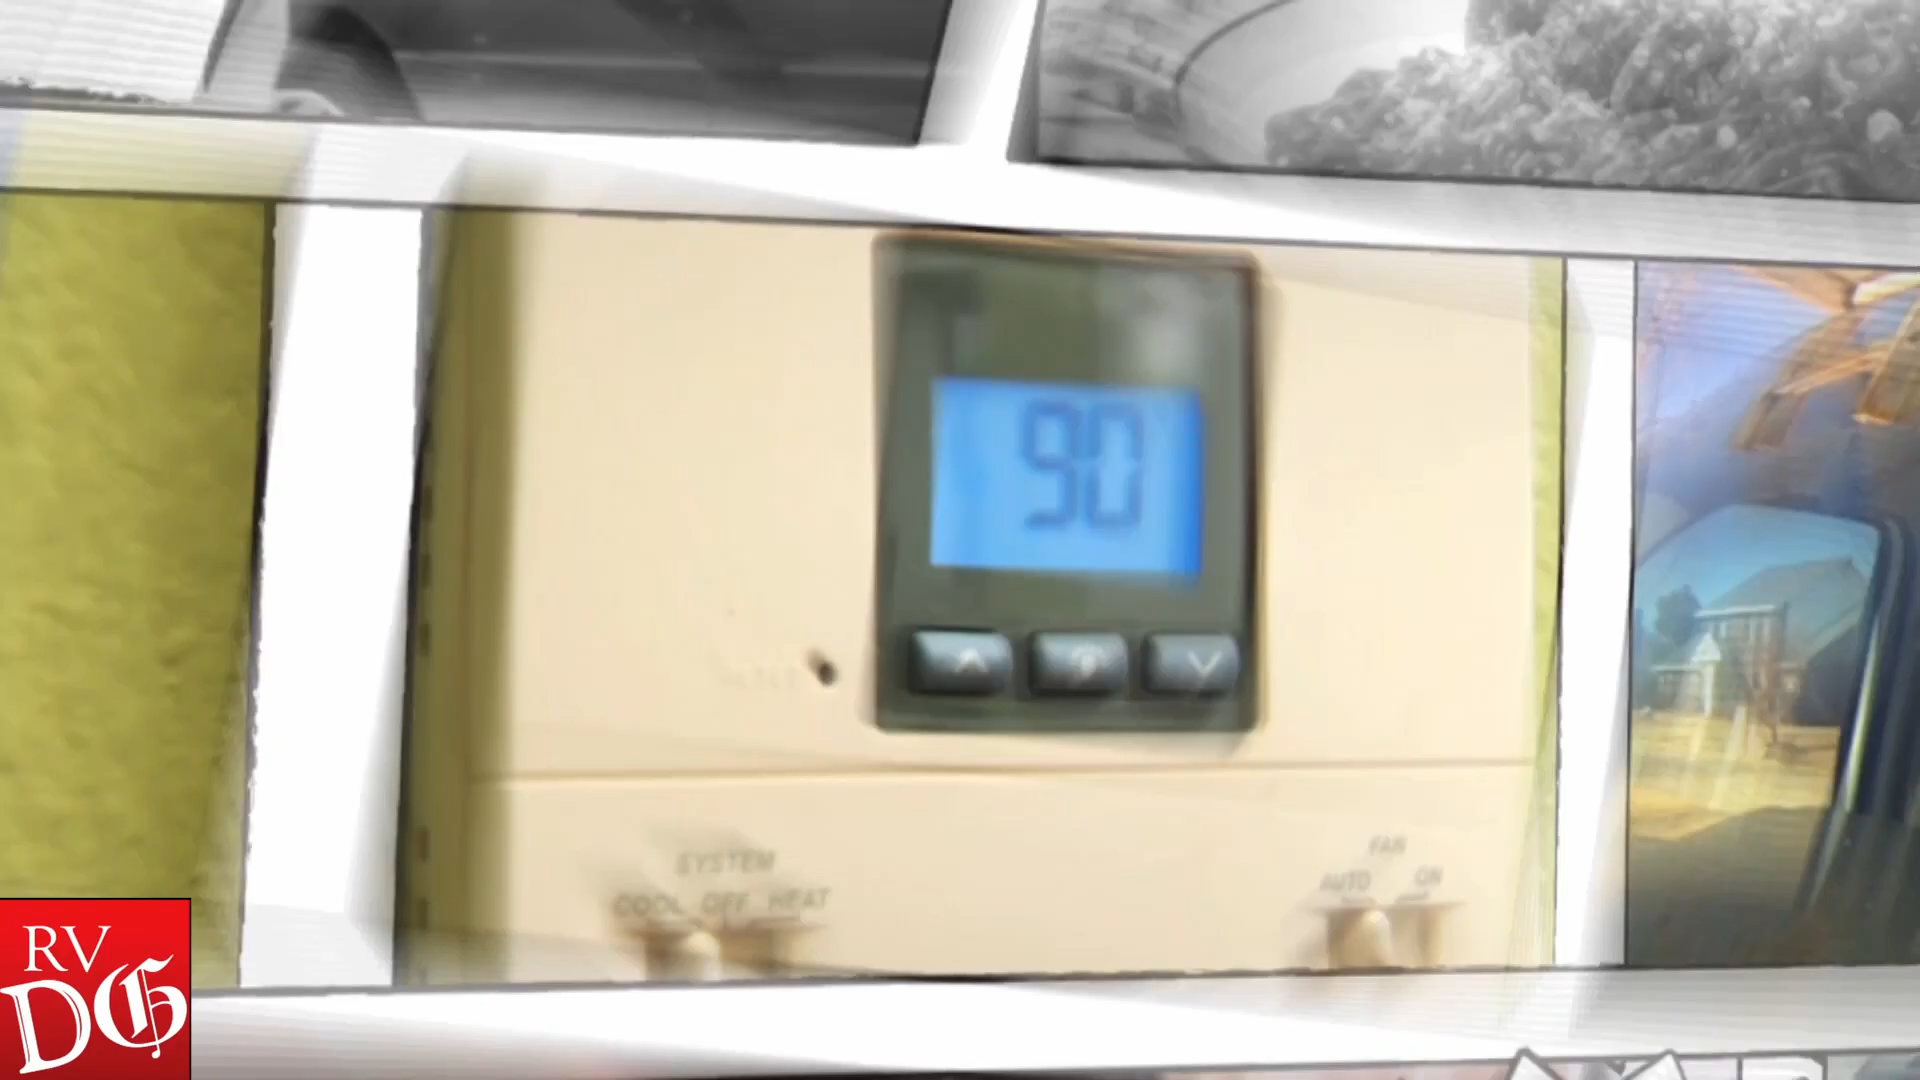 90
SYSTEM
COOL OFF HEAT
FAN
AUTO ON
RV
DG